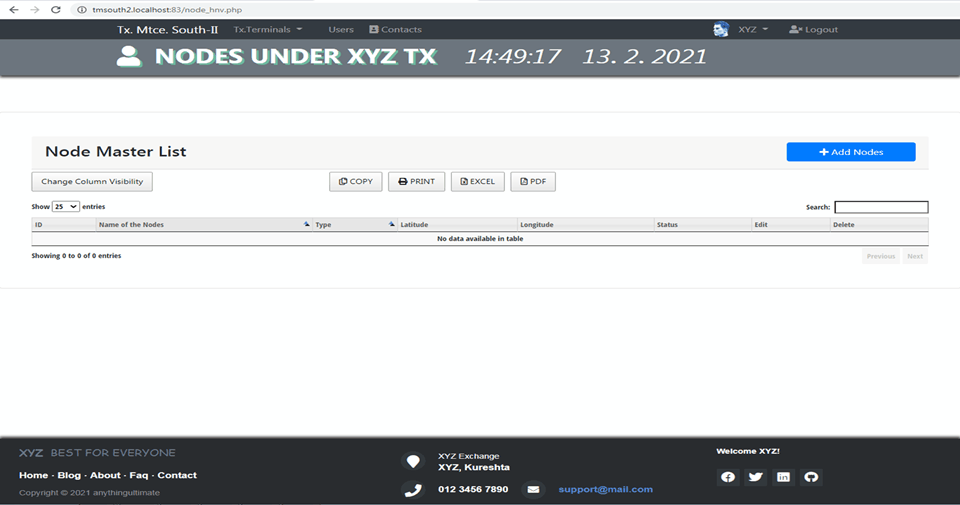 tmsouth2.localhost:83/node_hnv.php
Tx. Mtce. South-II Tx.Terminals Users Contacts XYZ Logout
NODES UNDER XYZ TX 14:49:17 13. 2. 2021
Node Master List Add Nodes
Change Column Visibility COPY PRINT EXCEL PDF
Show 25 entries Search:
ID Name of the Nodes Type Latitude Longitude Status Edit Delete
No data available in table
Showing 0 to 0 of 0 entries Previous Next
XYZ BEST FOR EVERYONE
Home · Blog · About · Faq · Contact
Copyright © 2021 anythingultimate
XYZ Exchange
XYZ, Kureshta
012 3456 7890 support@mail.com
Welcome XYZ!